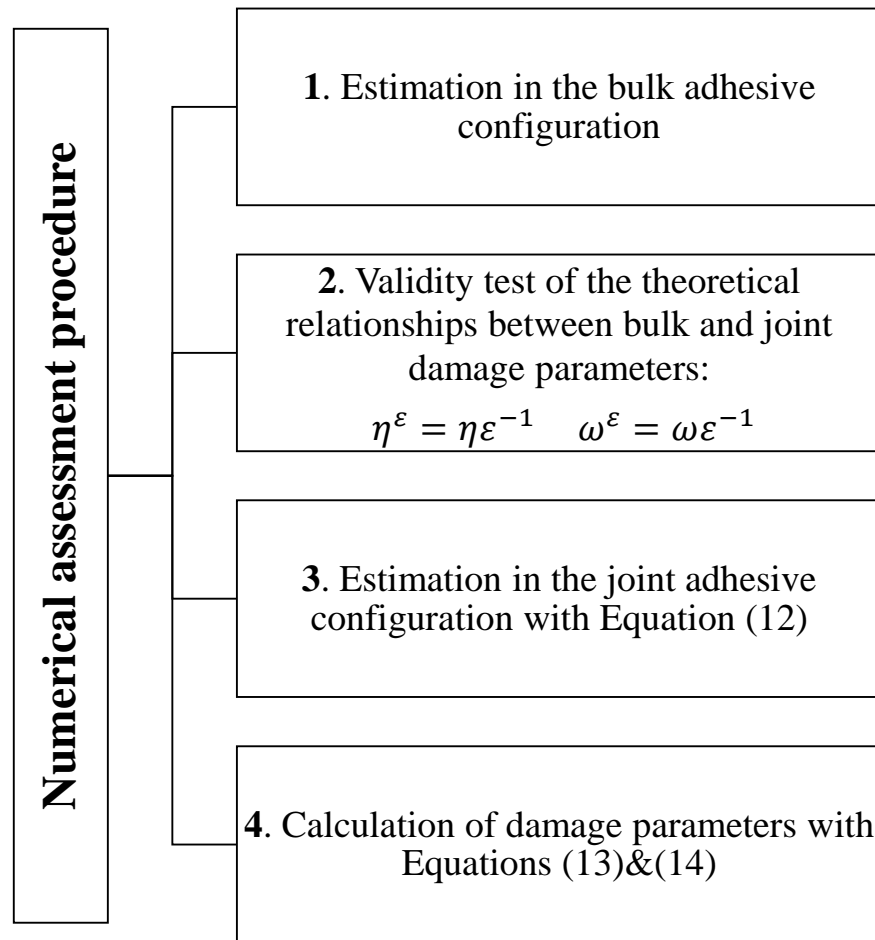 Numerical assessment procedure
1. Estimation in the bulk adhesive
configuration
2. Validity test of the theoretical
relationships between bulk and joint
damage parameters:
𝜂^𝜀 = 𝜂𝜀^−1 𝜔^𝜀 = 𝜔𝜀^−1
3. Estimation in the joint adhesive
configuration with Equation (12)
4. Calculation of damage parameters with
Equations (13)&(14)